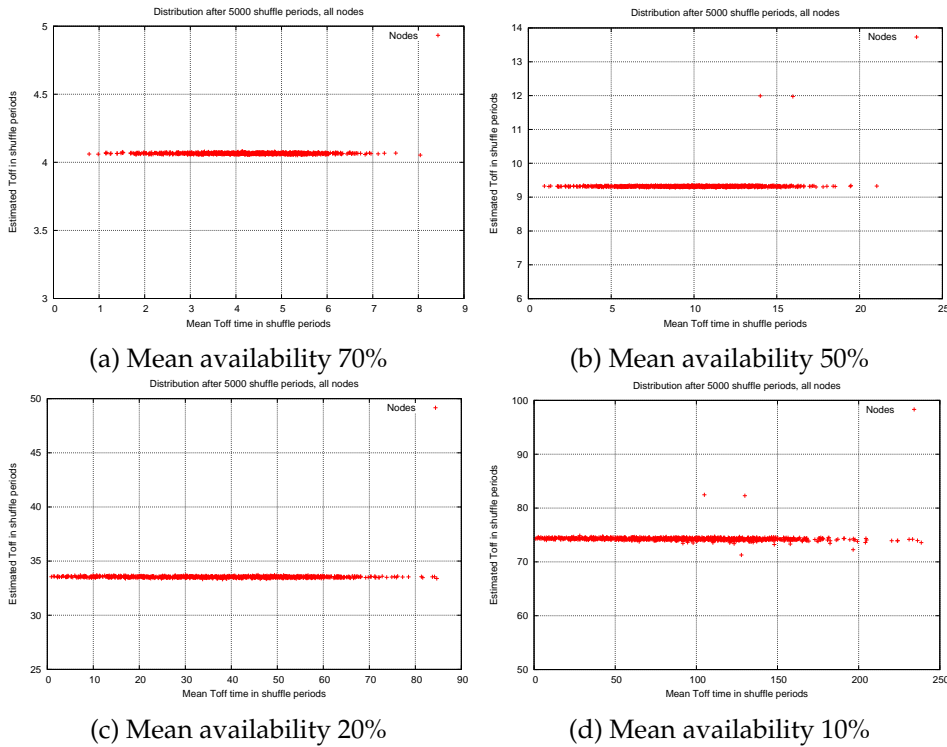 Distribution after 5000 shuffle periods, all nodes
Nodes
Estimated Toff in shuffle periods
5
4.5
4
3.5
3
0 1 2 3 4 5 6 7 8 9
Mean Toff time in shuffle periods
(a) Mean availability 70%
Distribution after 5000 shuffle periods, all nodes
Nodes
Estimated Toff in shuffle periods
14
13
12
11
10
9
8
7
6
0 5 10 15 20 25
Mean Toff time in shuffle periods
(b) Mean availability 50%
Distribution after 5000 shuffle periods, all nodes
Nodes
Estimated Toff in shuffle periods
50
45
40
35
30
25
0 10 20 30 40 50 60 70 80 90
Mean Toff time in shuffle periods
(c) Mean availability 20%
Distribution after 5000 shuffle periods, all nodes
Nodes
Estimated Toff in shuffle periods
100
90
80
70
60
50
0 50 100 150 200 250
Mean Toff time in shuffle periods
(d) Mean availability 10%